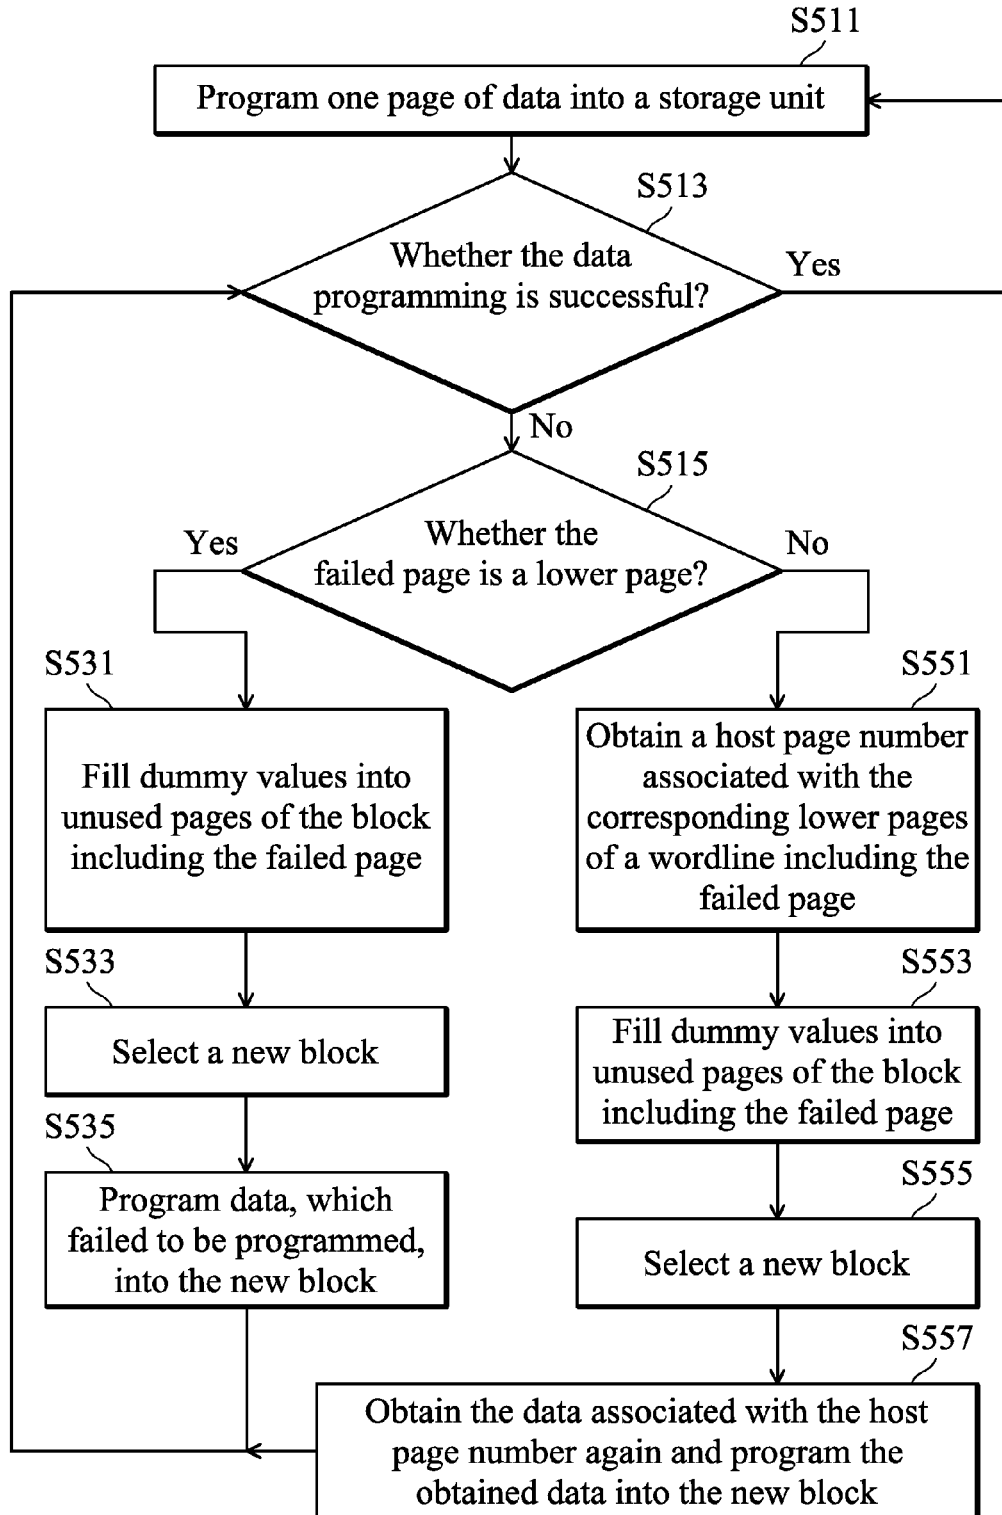 S511
Program one page of data into a storage unit
S513
Whether the data
programming is successful?
Yes
No
S515
Whether the
failed page is a lower page?
Yes
No
S531
Fill dummy values into
unused pages of the block
including the failed page
S533
Select a new block
S535
Program data, which
failed to be programmed,
into the new block
S551
Obtain a host page number
associated with the
corresponding lower pages
of a wordline including the
failed page
S553
Fill dummy values into
unused pages of the block
including the failed page
S555
Select a new block
S557
Obtain the data associated with the host
page number again and program the
obtained data into the new block